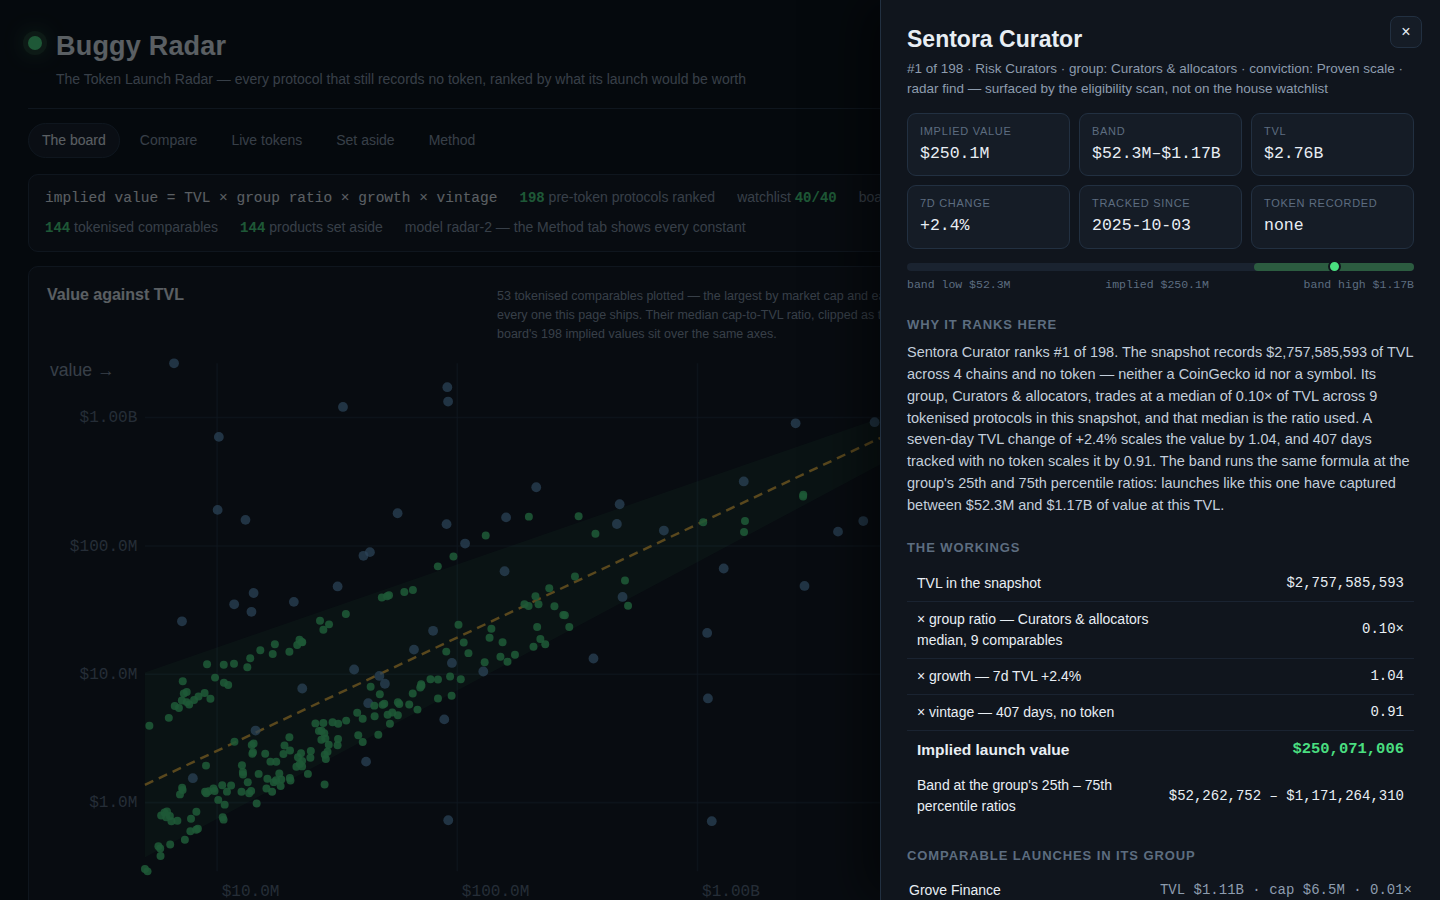 Buggy Radar
The Token Launch Radar — every protocol that still records no token, ranked by what its launch would be worth
The board
Compare
Live tokens
Set aside
Method
implied value = TVL × group ratio × growth × vintage
198 pre-token protocols ranked
watchlist 40/40
144 tokenised comparables
144 products set aside
model radar-2 — the Method tab shows every constant
Value against TVL
53 tokenised comparables plotted — the largest by market cap and
every one this page ships. Their median cap-to-TVL ratio, clipped as
board's 198 implied values sit over the same axes.
value →
$1.00B
$100.0M
$10.0M
$1.0M
$10.0M
$100.0M
$1.00B
Sentora Curator
×
#1 of 198 · Risk Curators · group: Curators & allocators · conviction: Proven scale ·
radar find — surfaced by the eligibility scan, not on the house watchlist
IMPLIED VALUE
$250.1M
BAND
$52.3M–$1.17B
TVL
$2.76B
7D CHANGE
+2.4%
TRACKED SINCE
2025-10-03
TOKEN RECORDED
none
band low $52.3M
implied $250.1M
band high $1.17B
WHY IT RANKS HERE
Sentora Curator ranks #1 of 198. The snapshot records $2,757,585,593 of TVL
across 4 chains and no token — neither a CoinGecko id nor a symbol. Its
group, Curators & allocators, trades at a median of 0.10× of TVL across 9
tokenised protocols in this snapshot, and that median is the ratio used. A
seven-day TVL change of +2.4% scales the value by 1.04, and 407 days
tracked with no token scales it by 0.91. The band runs the same formula at the
group's 25th and 75th percentile ratios: launches like this one have captured
between $52.3M and $1.17B of value at this TVL.
THE WORKINGS
TVL in the snapshot
$2,757,585,593
× group ratio — Curators & allocators
median, 9 comparables
0.10×
× growth — 7d TVL +2.4%
1.04
× vintage — 407 days, no token
0.91
Implied launch value
$250,071,006
Band at the group's 25th – 75th
percentile ratios
$52,262,752 – $1,171,264,310
COMPARABLE LAUNCHES IN ITS GROUP
Grove Finance
TVL $1.11B · cap $6.5M · 0.01×